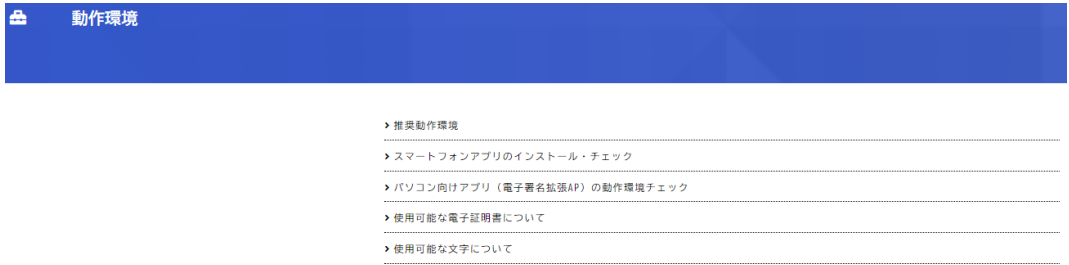 動作環境
推奨動作環境
スマートフォンアプリのインストール・チェック
パソコン向けアプリ（電子署名拡張AP）の動作環境チェック
使用可能な電子証明書について
使用可能な文字について